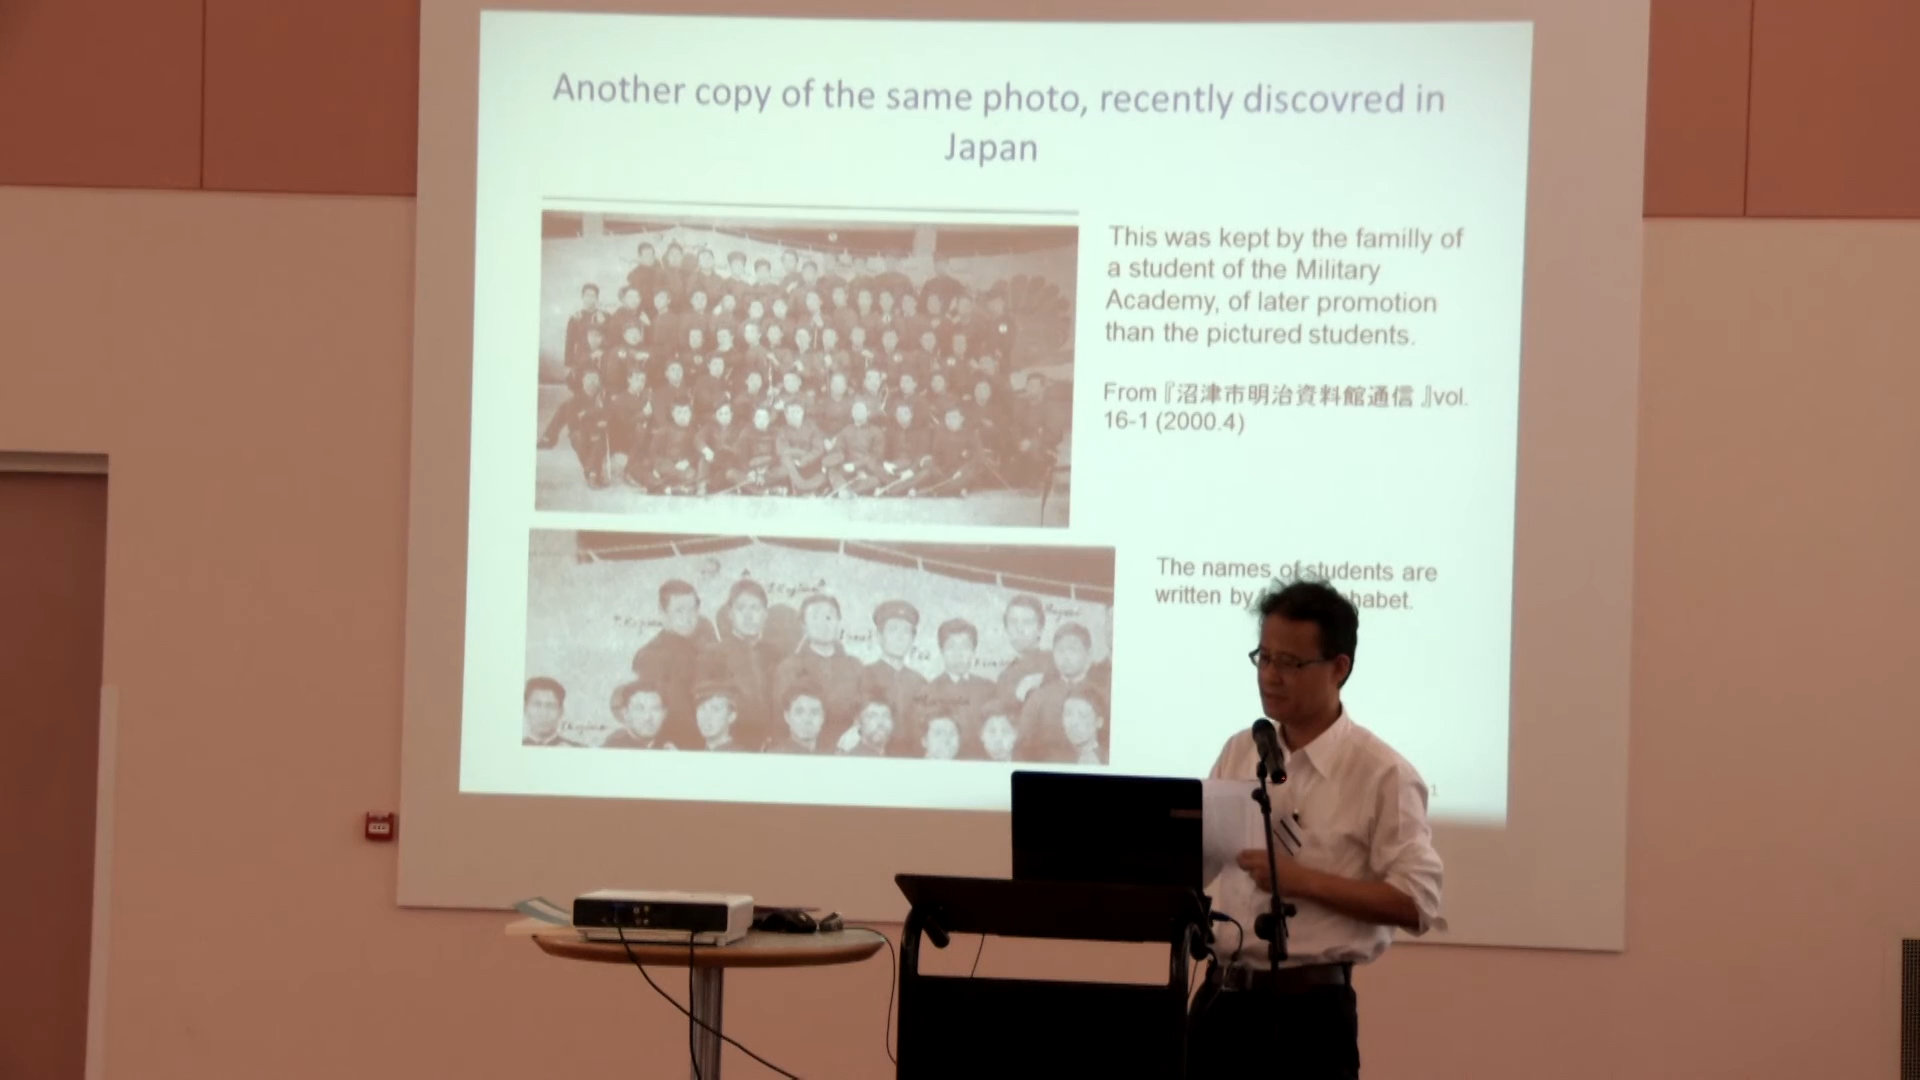 Another copy of the same photo, recently discovred in
Japan
This was kept by the familly of
a student of the Military
Academy, of later promotion
than the pictured students.
From『沼津市明治資料館通信 』vol.
16-1 (2000.4)
The names of students are
written by habet.
1